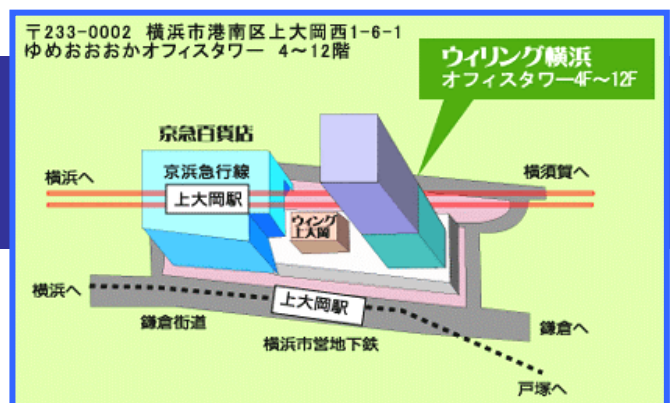 〒233-0002 横浜市港南区上大岡西1-6-1
ゆめおおおかオフィスタワー 4～12階
ウィリング横浜
オフィスタワー4F～12F
京急百貨店
横浜へ
京浜急行線
横須賀へ
上大岡駅
ウィング
上大岡
横浜へ
上大岡駅
鎌倉街道
横浜市営地下鉄
鎌倉へ
戸塚へ